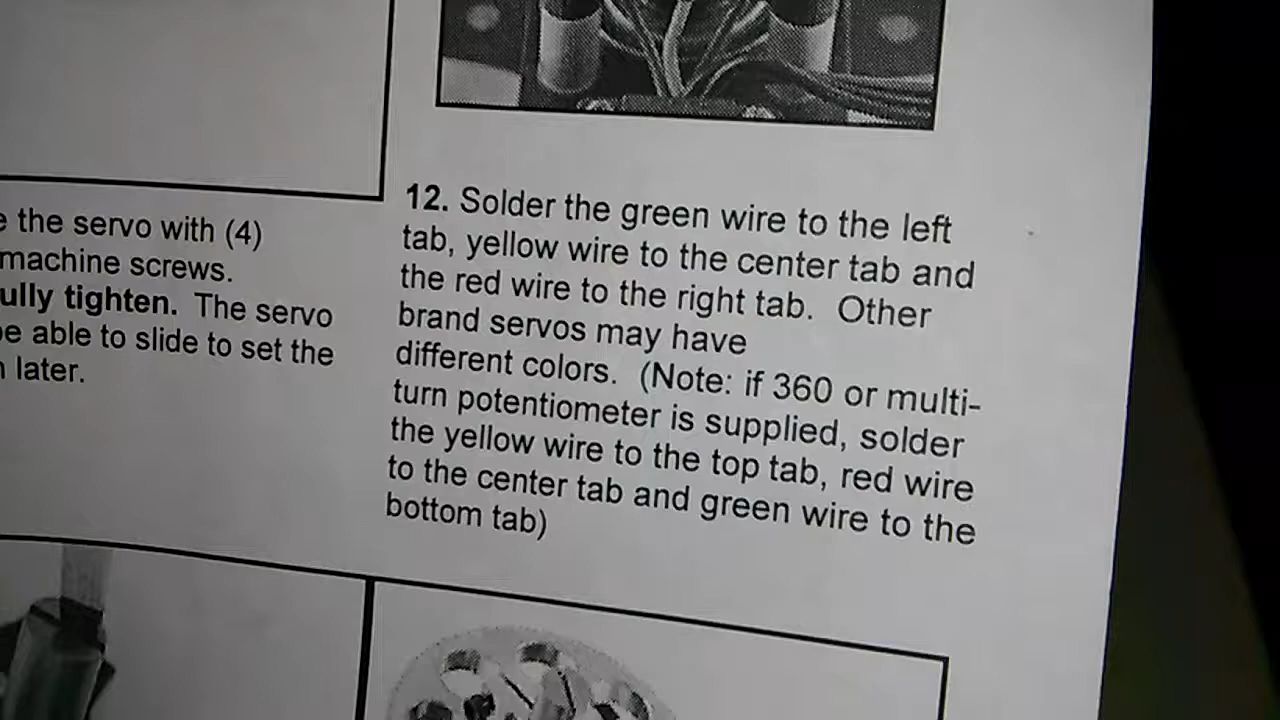 the servo with (4)
machine screws.
ully tighten. The servo
be able to slide to set the
later.
12. Solder the green wire to the left
tab, yellow wire to the center tab and
the red wire to the right tab. Other
brand servos may have
different colors. (Note: if 360 or multi-
turn potentiometer is supplied, solder
the yellow wire to the top tab, red wire
to the center tab and green wire to the
bottom tab)